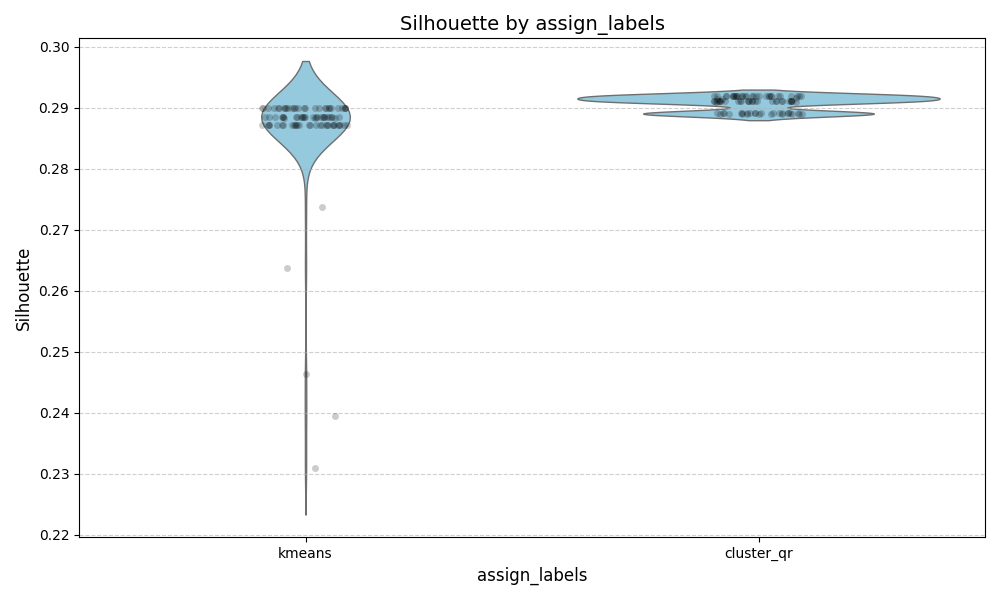 Silhouette by assign_labels
0.30
0.29
0.28
0.27
0.26
0.25
0.24
0.23
0.22
Silhouette
kmeans
cluster_qr
assign_labels